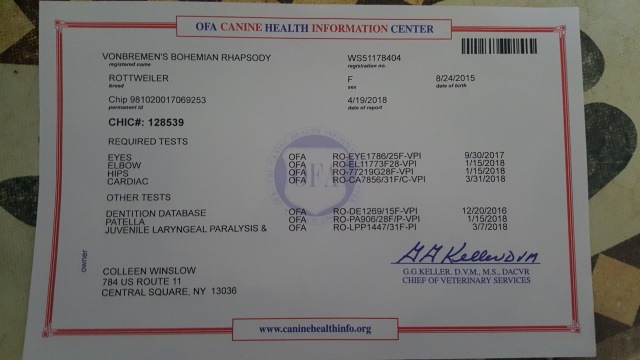 OFA CANINE HEALTH INFORMATION CENTER
VONBREMEN'S BOHEMIAN RHAPSODY WS51178404
registered name registration no.
ROTTWEILER F 8/24/2015
breed sex date of birth
Chip 981020017069253 4/19/2018
permanent id date of report
CHIC#: 128539
REQUIRED TESTS
EYES OFA RO-EYE1786/25F-VPI 9/30/2017
ELBOW OFA RO-EL11773F28-VPI 1/15/2018
HIPS OFA RO-77219G28F-VPI 1/15/2018
CARDIAC OFA RO-CA7856/31F/C-VPI 3/31/2018
OTHER TESTS
DENTITION DATABASE OFA RO-DE1269/15F-VPI 12/20/2016
PATELLA OFA RO-PA906/28F/P-VPI 1/15/2018
JUVENILE LARYNGEAL PARALYSIS & OFA RO-LPP1447/31F-PI 3/7/2018
owner
COLLEEN WINSLOW
784 US ROUTE 11
CENTRAL SQUARE, NY 13036
GG Keller DVM
G.G.KELLER, D.V.M., M.S., DACVR
CHIEF OF VETERINARY SERVICES
www.caninehealthinfo.org